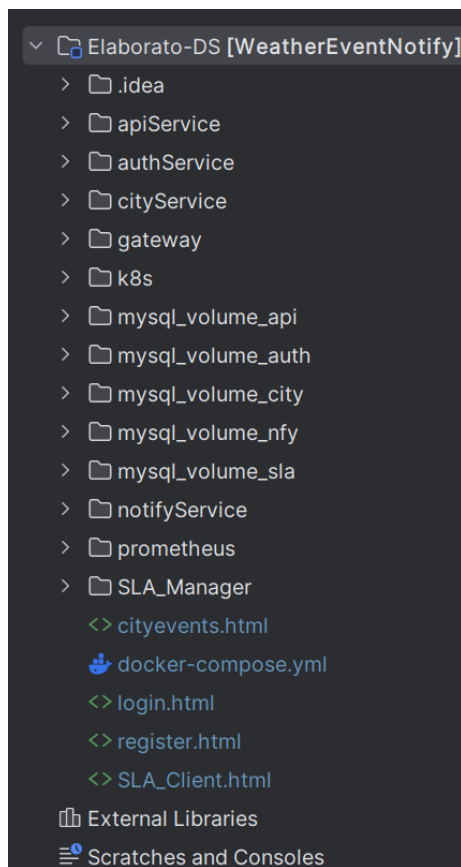 Elaborato-DS [WeatherEventNotify]
.idea
apiService
authService
cityService
gateway
k8s
mysql_volume_api
mysql_volume_auth
mysql_volume_city
mysql_volume_nfy
mysql_volume_sla
notifyService
prometheus
SLA_Manager
cityevents.html
docker-compose.yml
login.html
register.html
SLA_Client.html
External Libraries
Scratches and Consoles